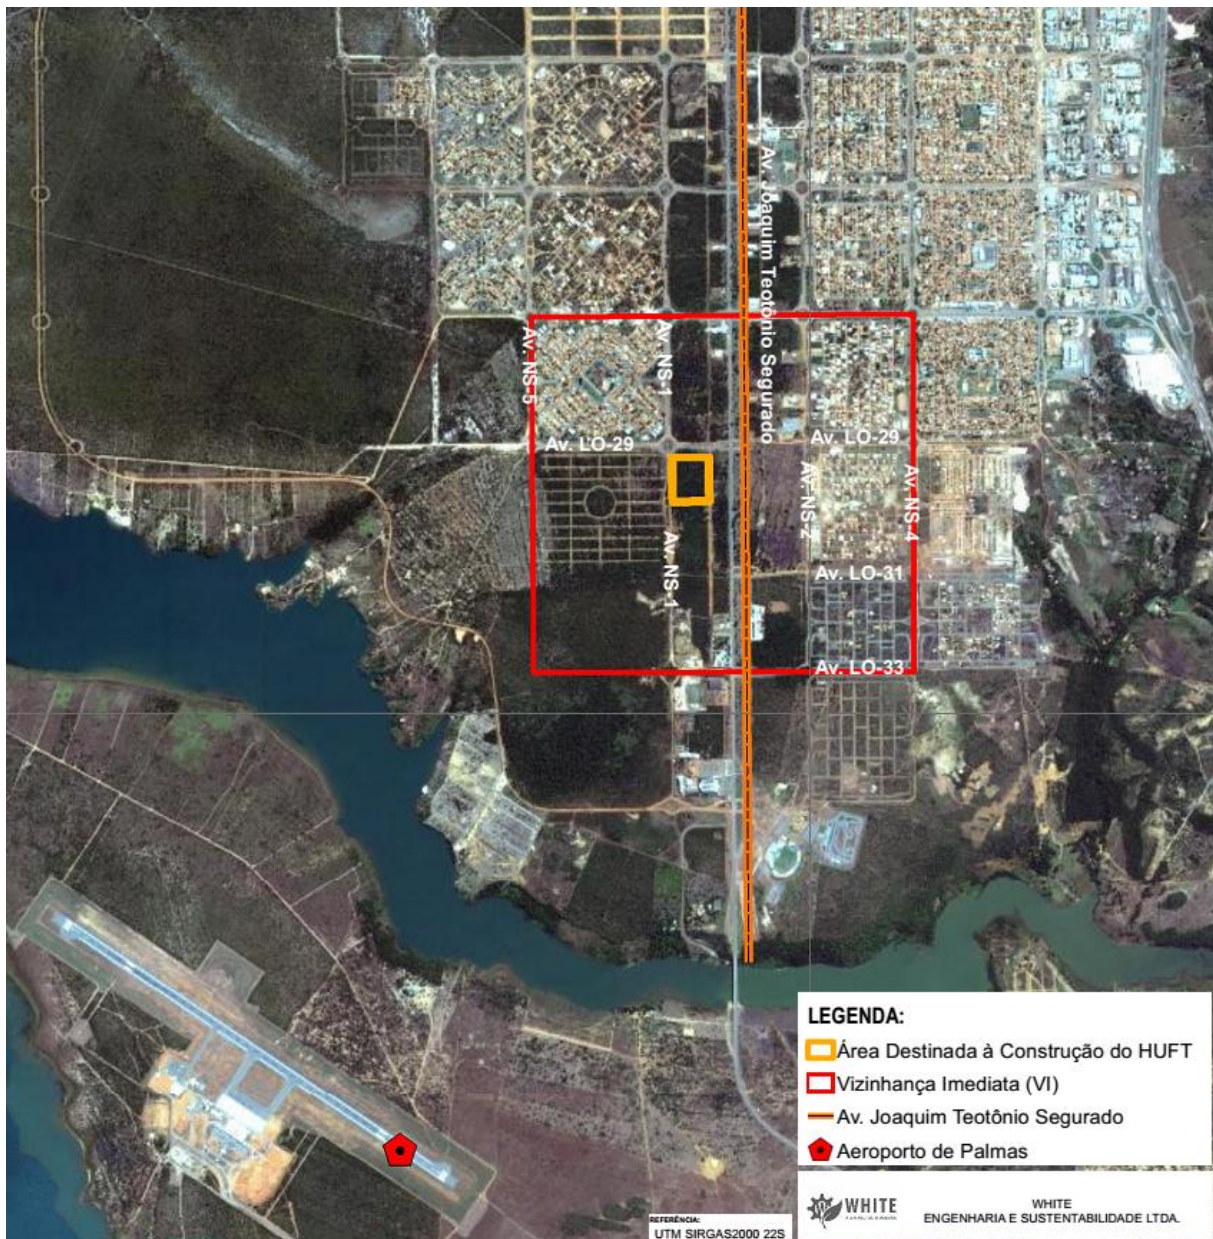 Av. Joaquim Teotônio Segurado
Av. NS-5
Av. NS-1
Av. LO-29
Av. LO-29
Av. NS-2
Av. NS-4
Av. NS-1
Av. LO-31
Av. LO-33
LEGENDA:
Área Destinada à Construção do HUFT
Vizinhança Imediata (VI)
Av. Joaquim Teotônio Segurado
Aeroporto de Palmas
REFERÊNCIA:
UTM SIRGAS2000 22S
WHITE
WHITE
ENGENHARIA E SUSTENTABILIDADE LTDA.